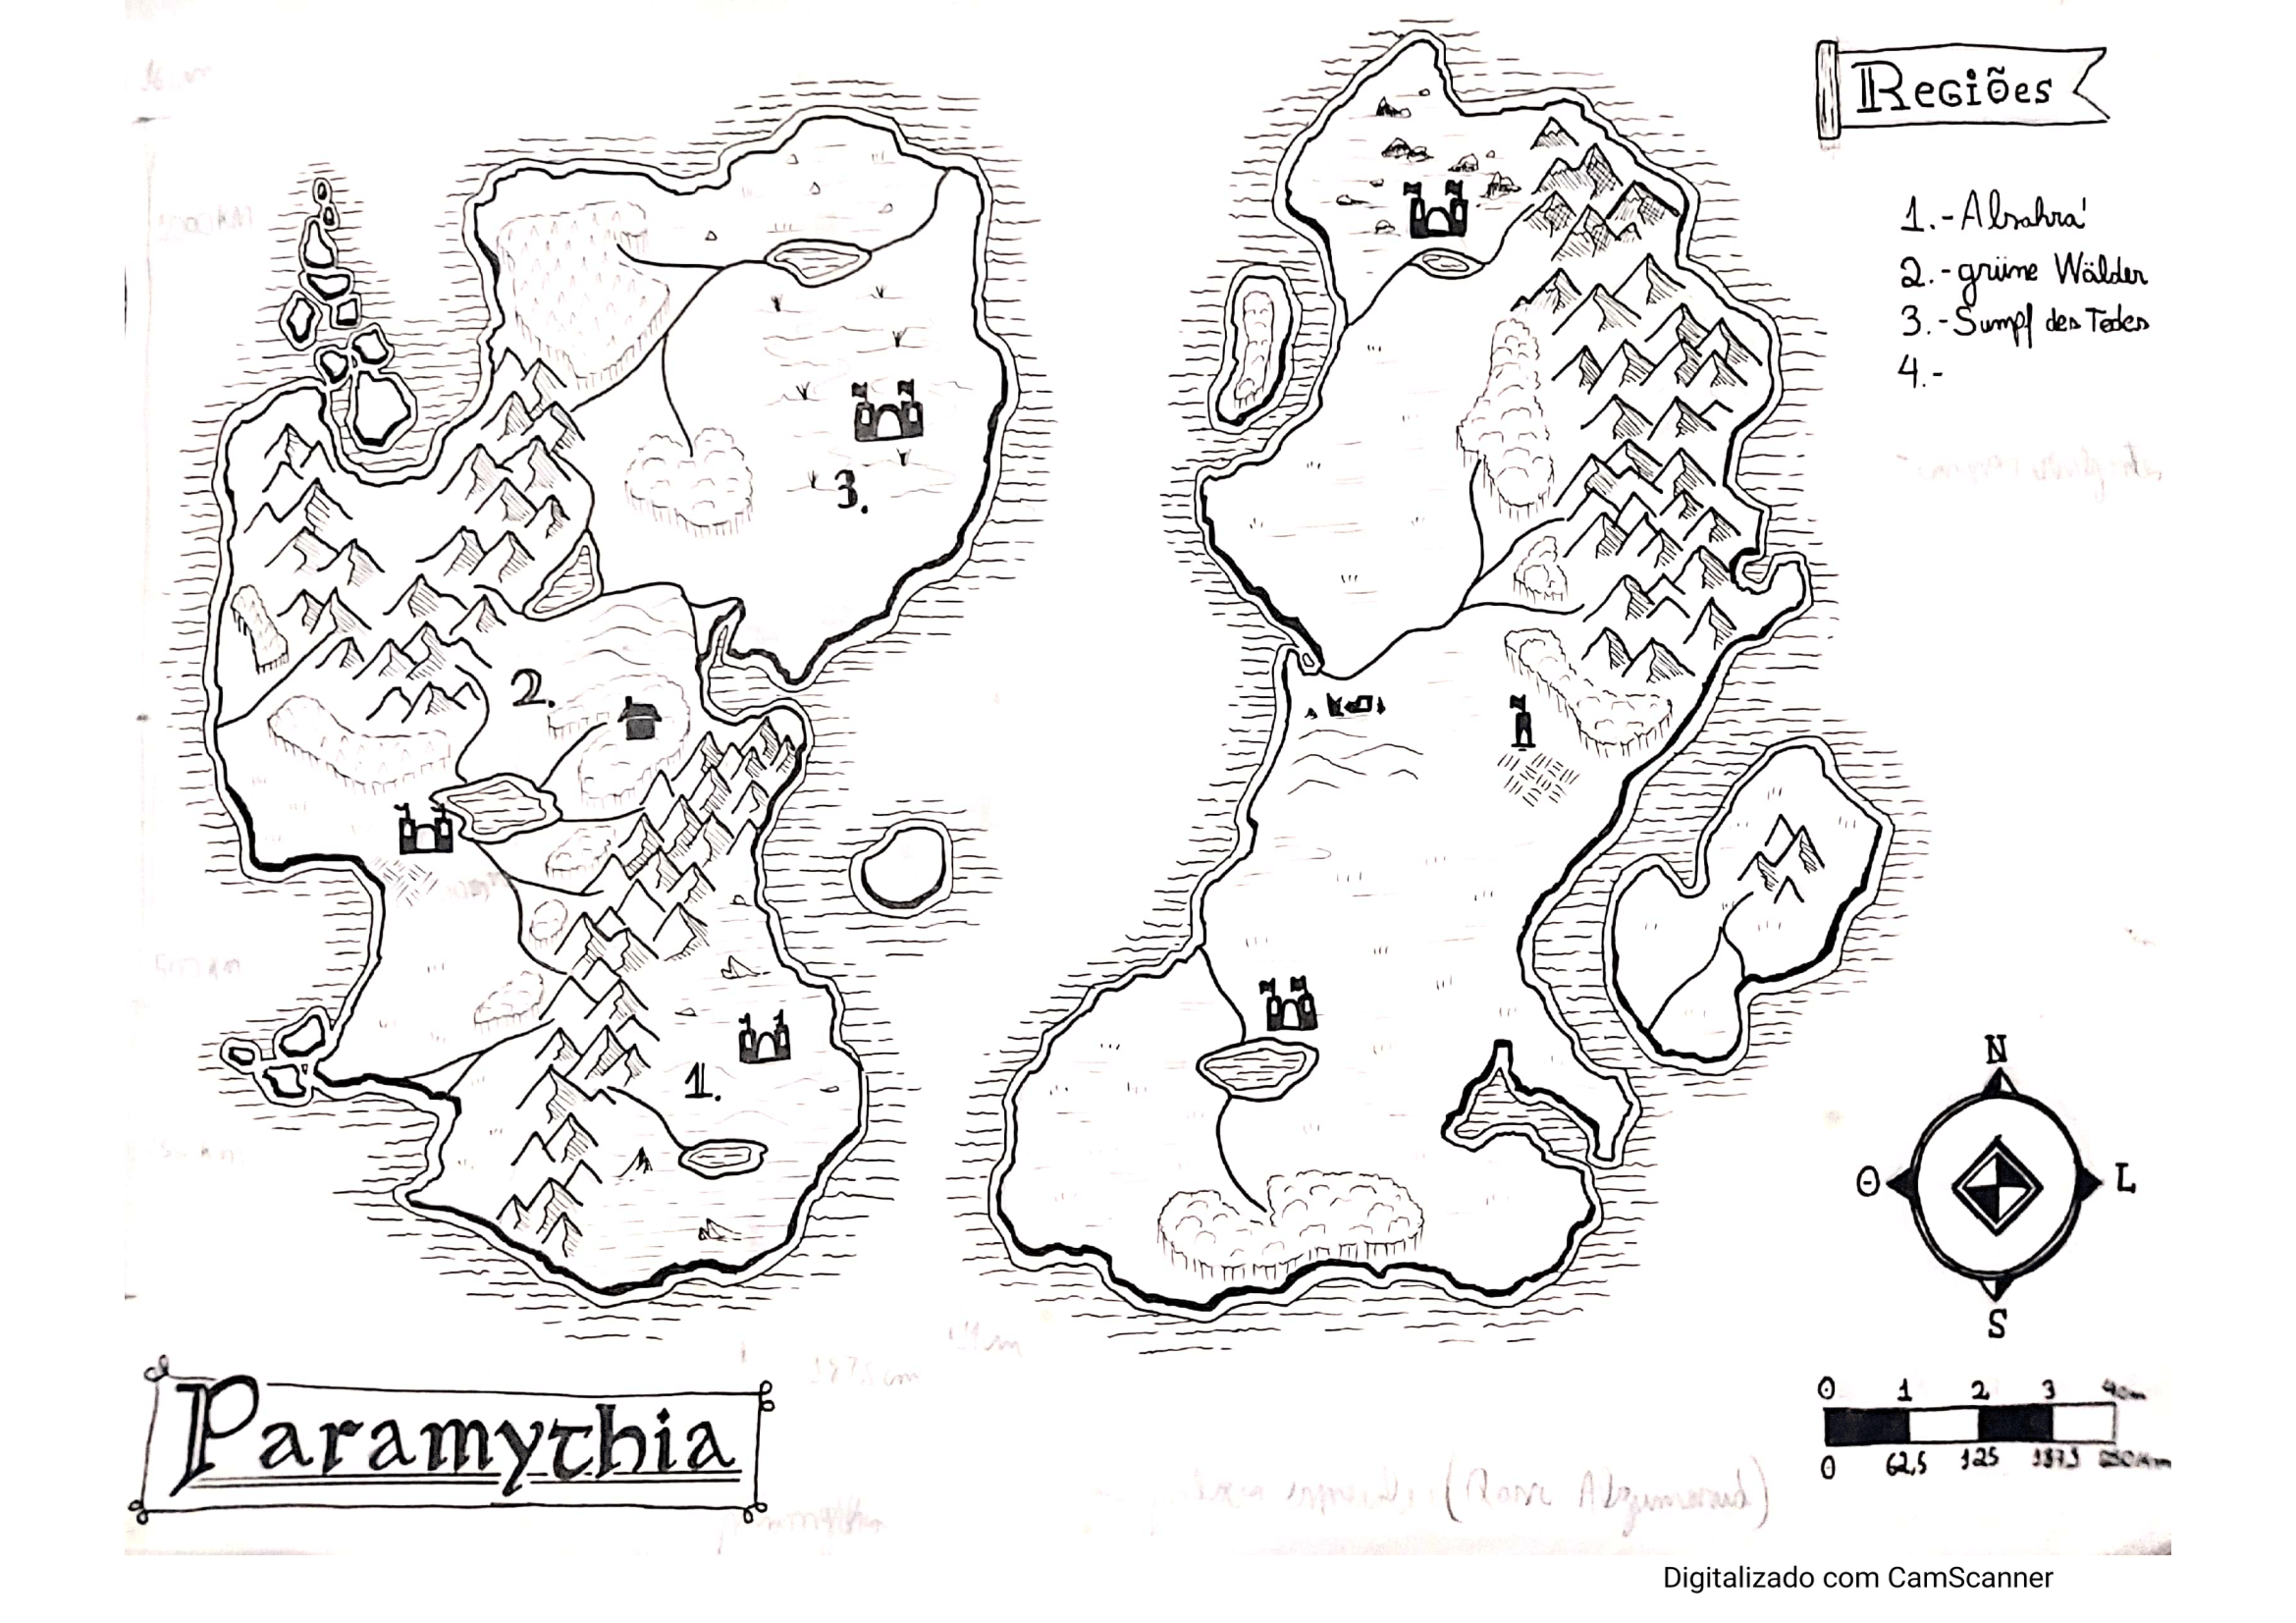 Regiões
1.-Alsahrá
2.-grüne Wälder
3.-Sumpf des Todes
4.-
3.
2.
1.
N
O
L
S
0 1 2 3 4cm
0 62,5 125 187,5 250Km
Paramythia
Digitalizado com CamScanner